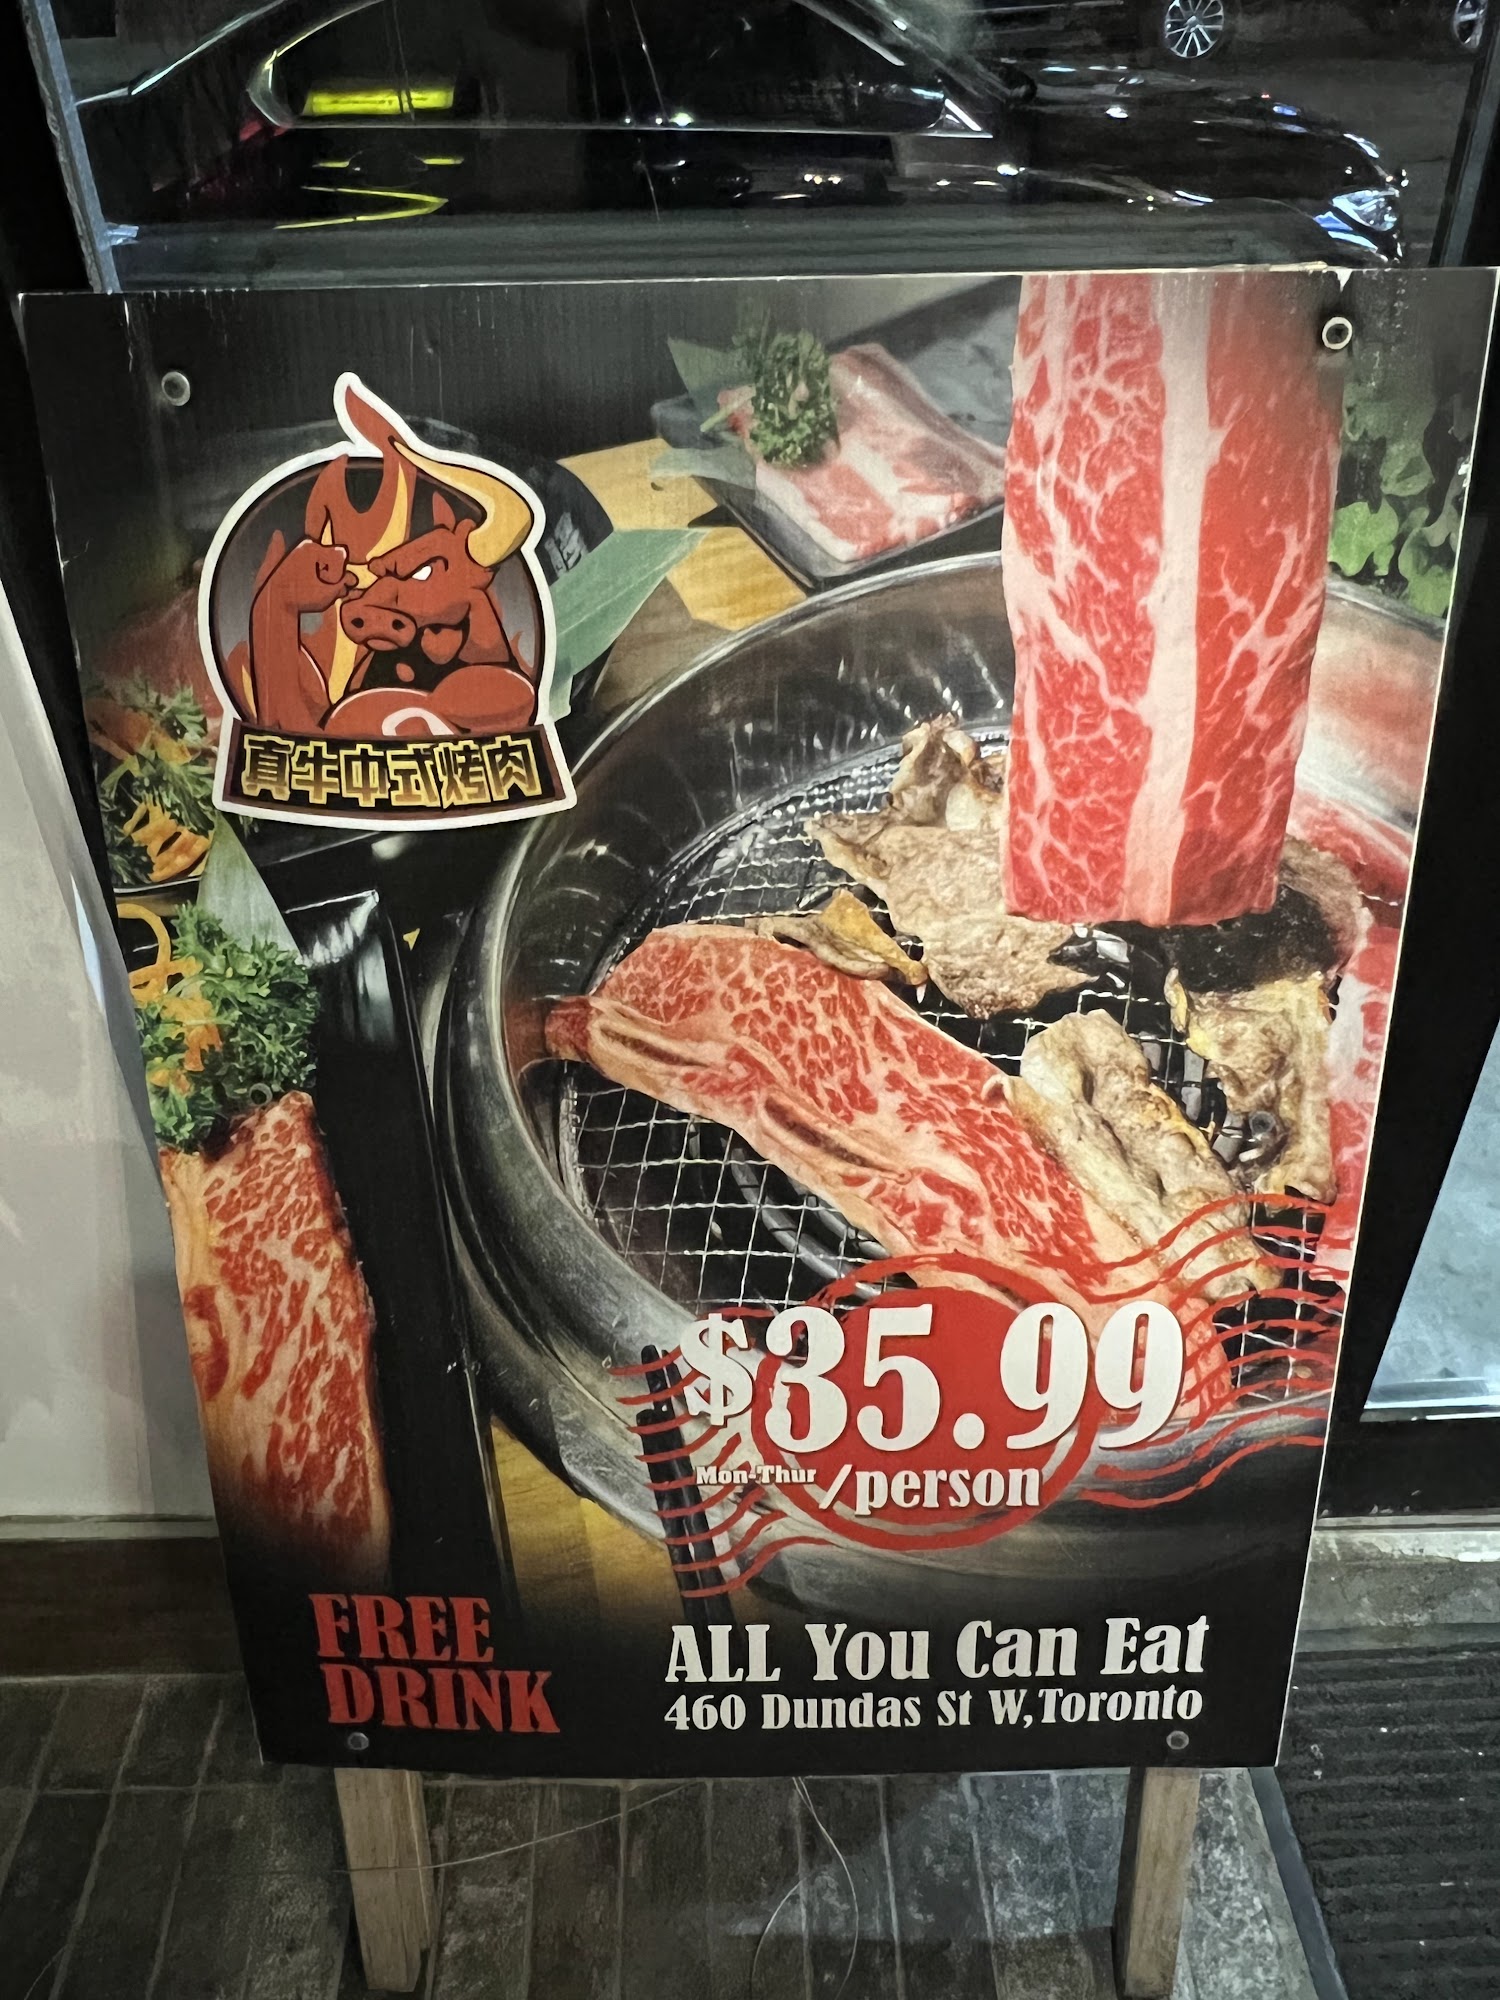 真牛中式烤肉
$35.99
Mon-Thur /person
FREE
DRINK
ALL You Can Eat
460 Dundas St W, Toronto